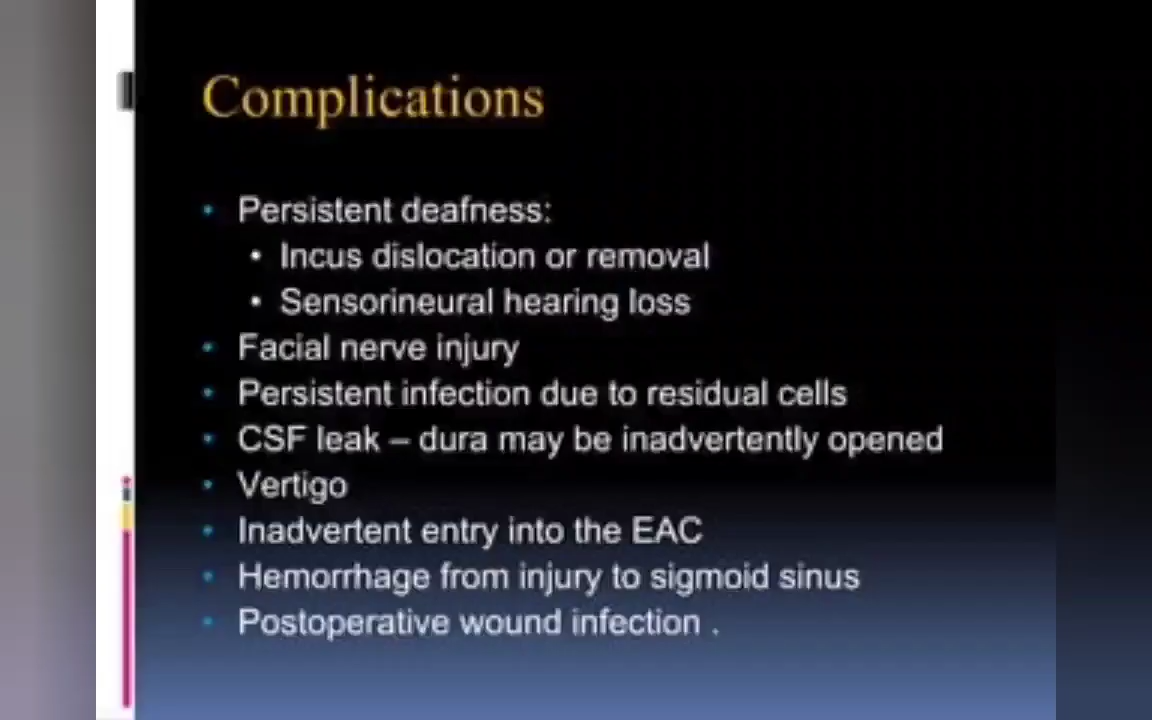 Complications
• Persistent deafness:
• Incus dislocation or removal
• Sensorineural hearing loss
• Facial nerve injury
• Persistent infection due to residual cells
• CSF leak – dura may be inadvertently opened
• Vertigo
• Inadvertent entry into the EAC
• Hemorrhage from injury to sigmoid sinus
• Postoperative wound infection .